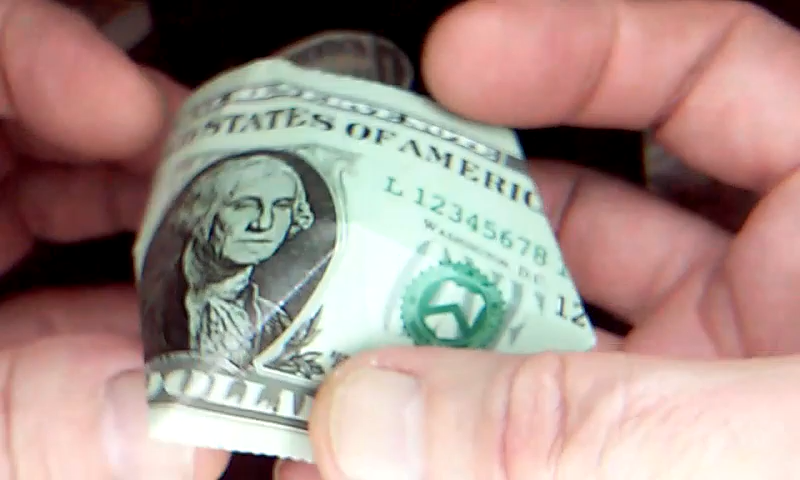 STATES OF AMERIC
L 12345678
WASHINGTON, D.C.
12
DOLLA